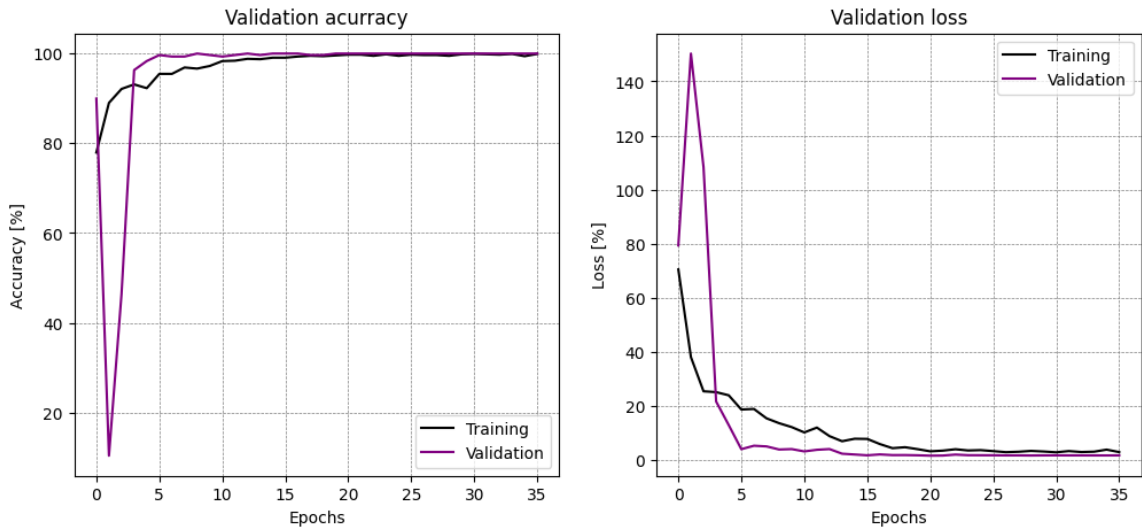 Validation acurracy
100
80
60
40
20
Accuracy [%]
0 5 10 15 20 25 30 35
Epochs
Training
Validation
Validation loss
140
120
100
80
60
40
20
0
Loss [%]
0 5 10 15 20 25 30 35
Epochs
Training
Validation